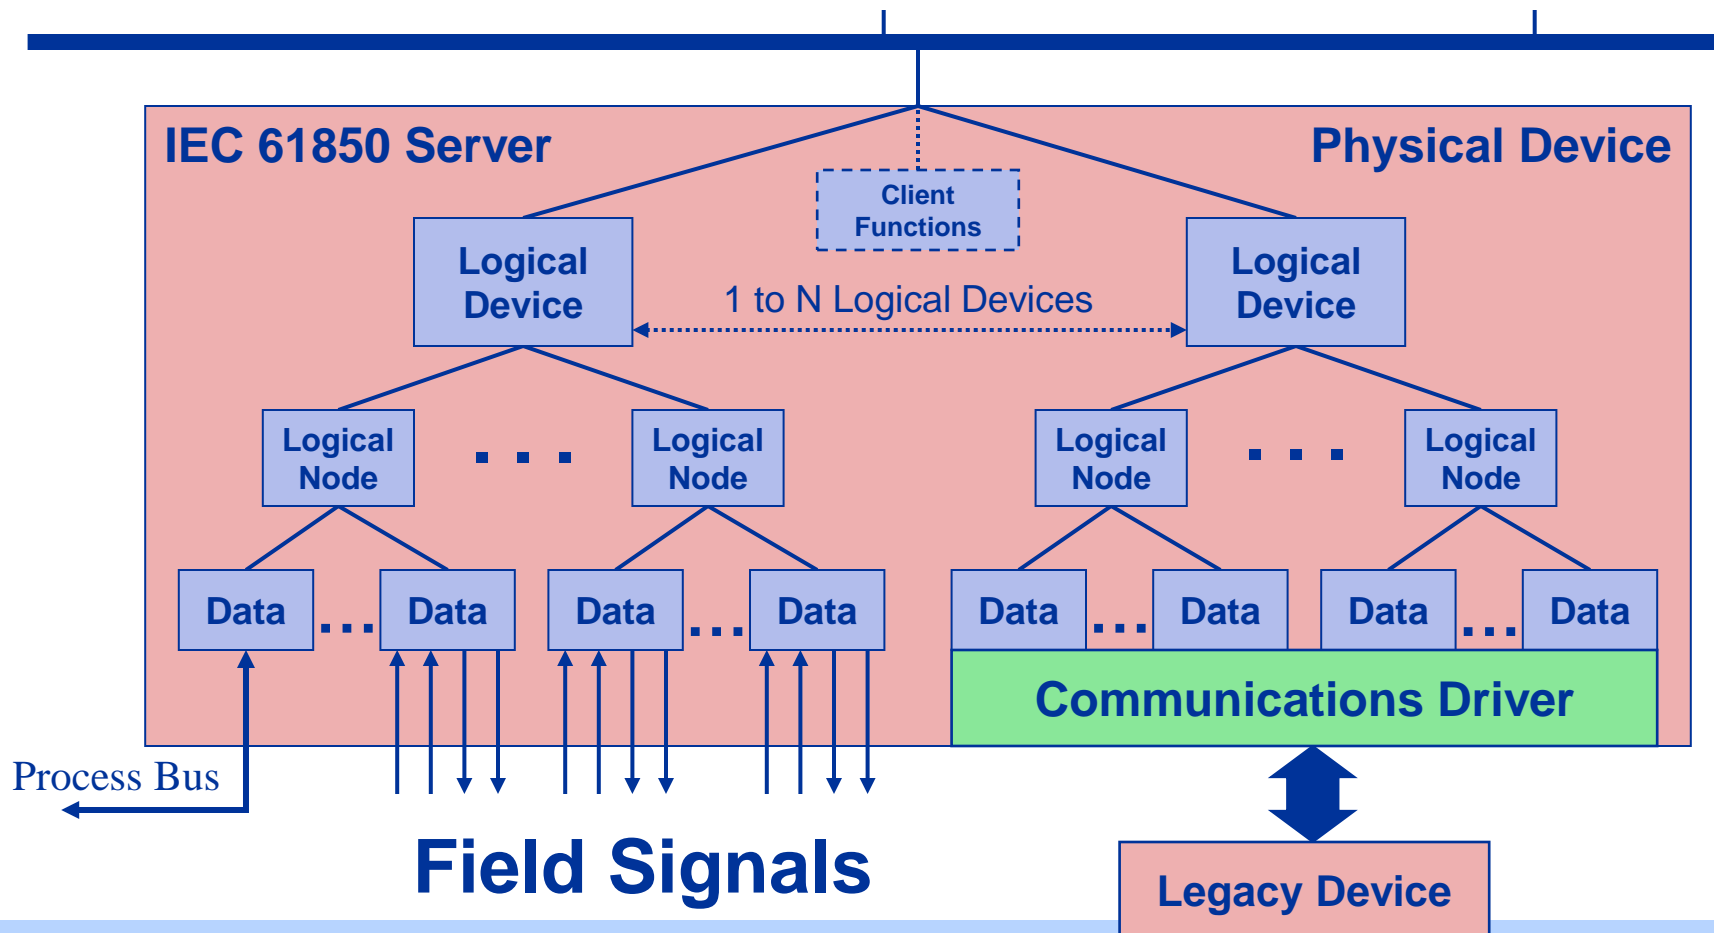 IEC 61850 Server
Physical Device
Client
Functions
Logical
Device
1 to N Logical Devices
Logical
Device
Logical
Node
. . .
Logical
Node
Logical
Node
. . .
Logical
Node
Data
...
Data
Data
...
Data
Data
...
Data
Data
...
Data
Communications Driver
Process Bus
Field Signals
Legacy Device